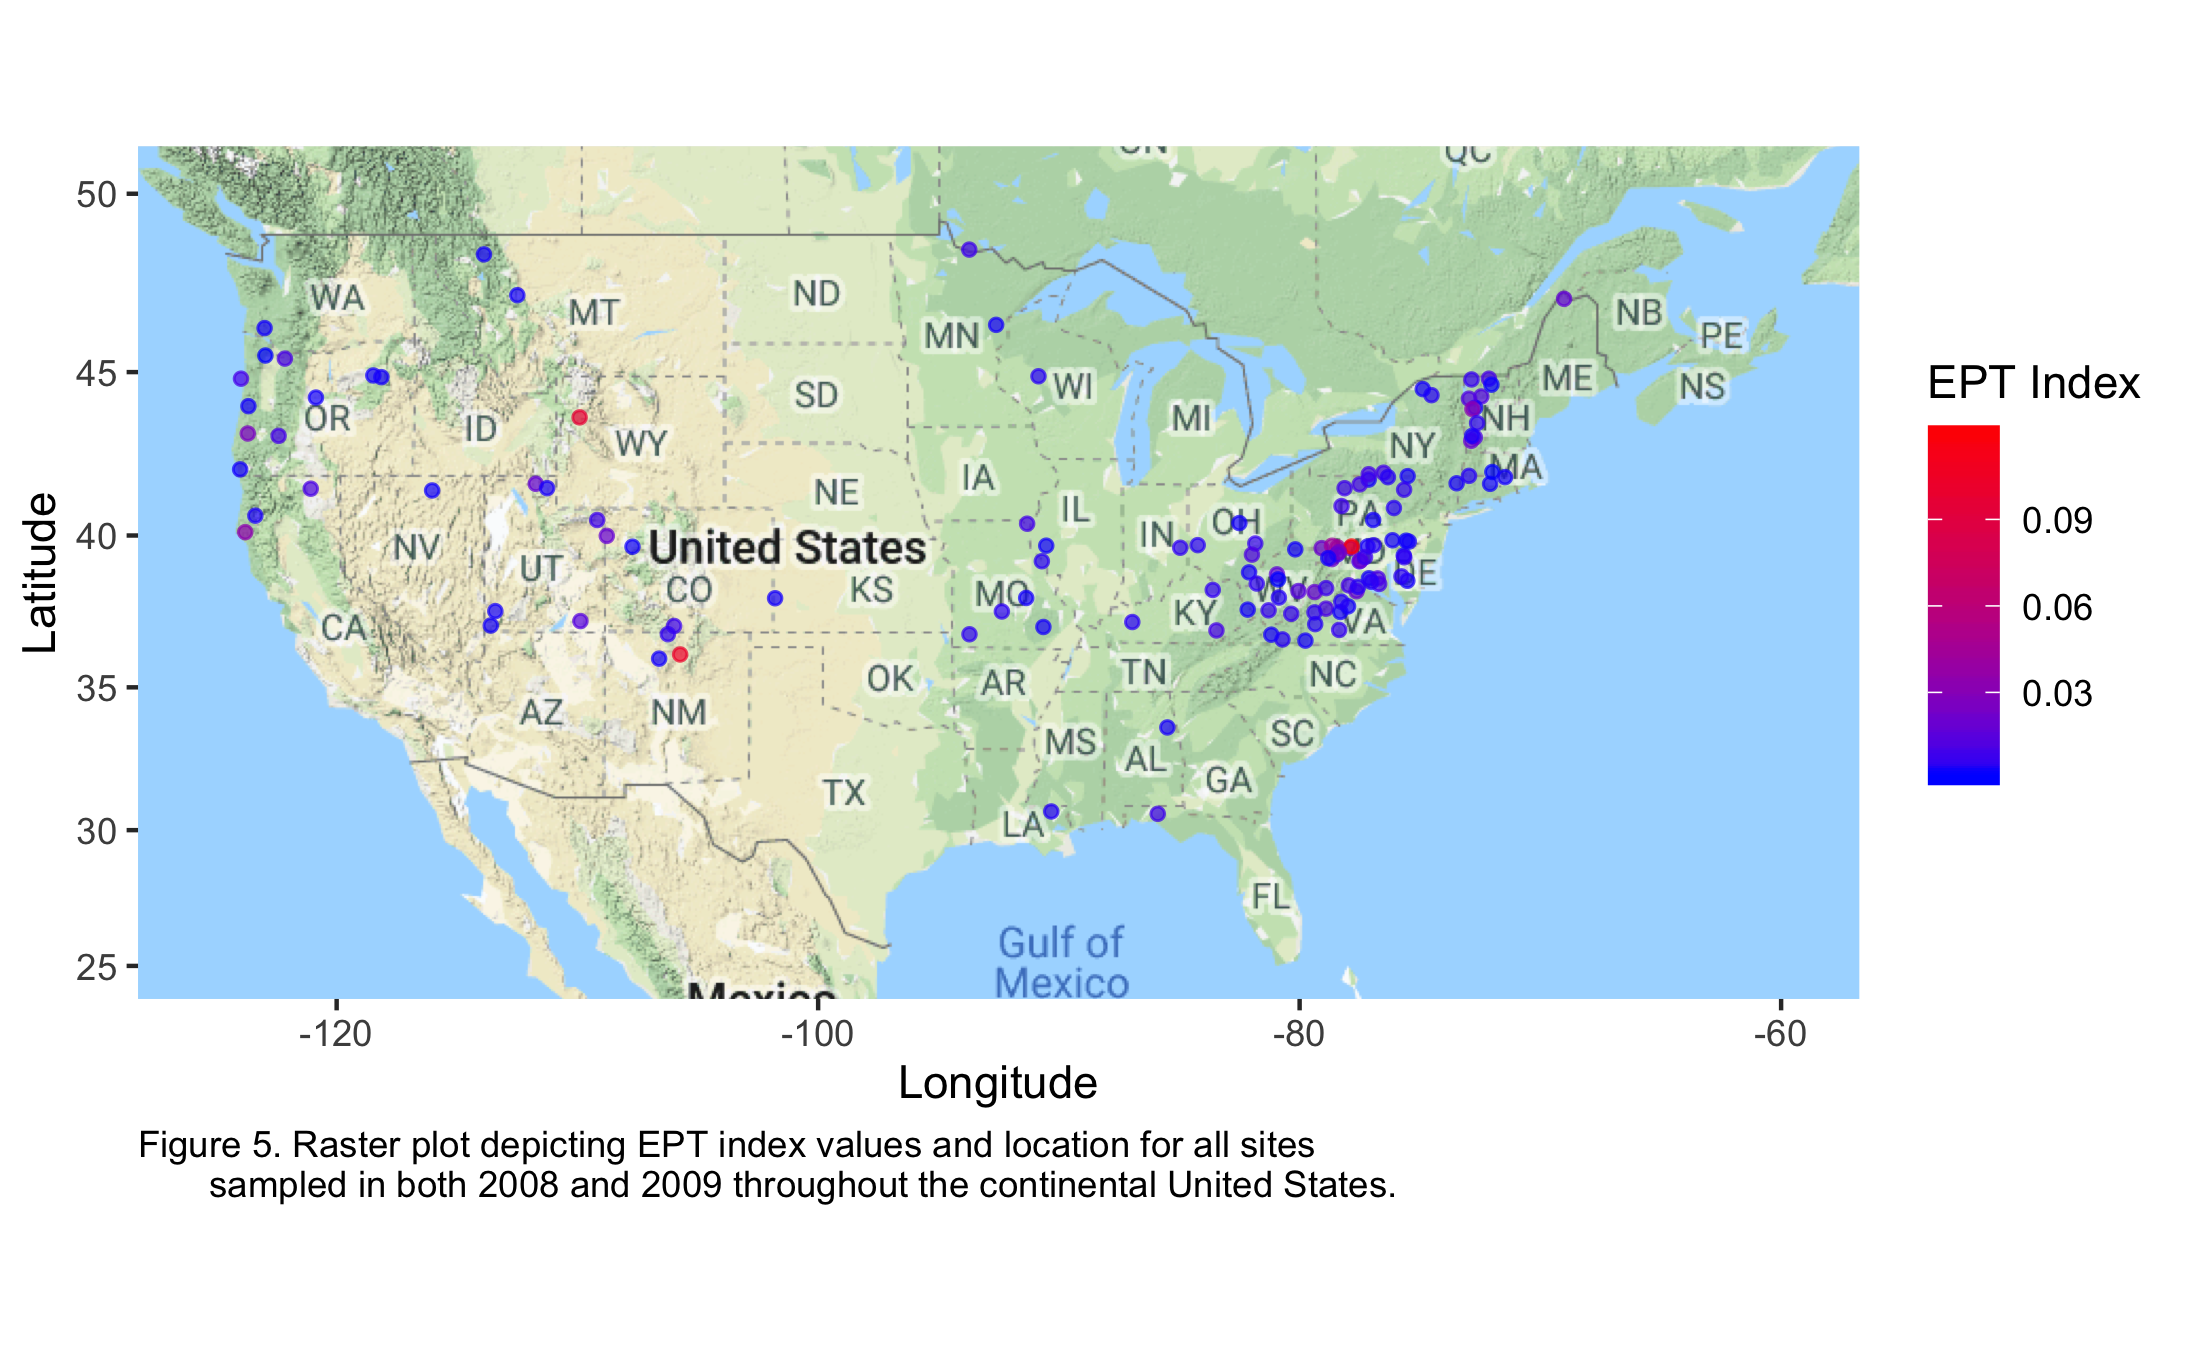 ON
QC
50
WA
MT
ND
NB
MN
PE
45
SD
WI
ME
NS
OR
ID
MI
NH
WY
NY
MA
IA
NE
IL
PA
OH
IN
40
NV
United States
UT
CO
KS
MO
WV
DE
KY
VA
CA
35
OK
TN
NC
AR
AZ
NM
SC
MS
AL
GA
TX
30
LA
FL
Gulf of
Mexico
25
Mexico
Latitude
-120
-100
-80
-60
Longitude
EPT Index
0.09
0.06
0.03
Figure 5. Raster plot depicting EPT index values and location for all sites
sampled in both 2008 and 2009 throughout the continental United States.